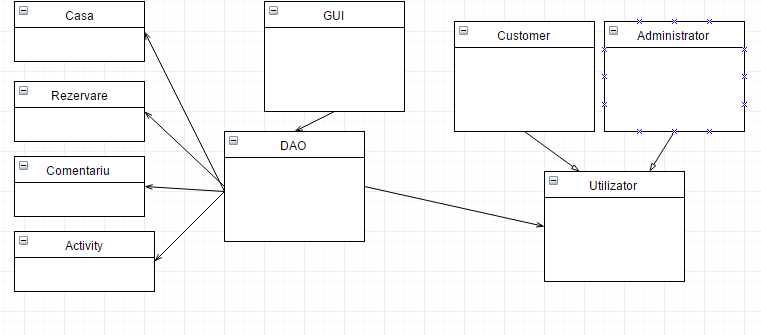 Casa
GUI
Customer
Administrator
Rezervare
DAO
Comentariu
Utilizator
Activity